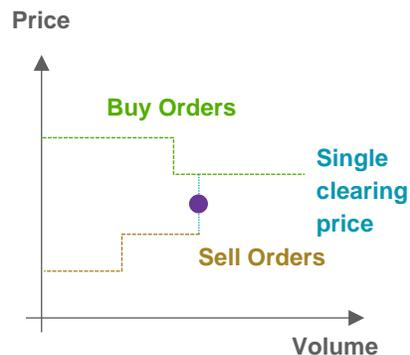 Price
Buy Orders
Single
clearing
price
Sell Orders
Volume